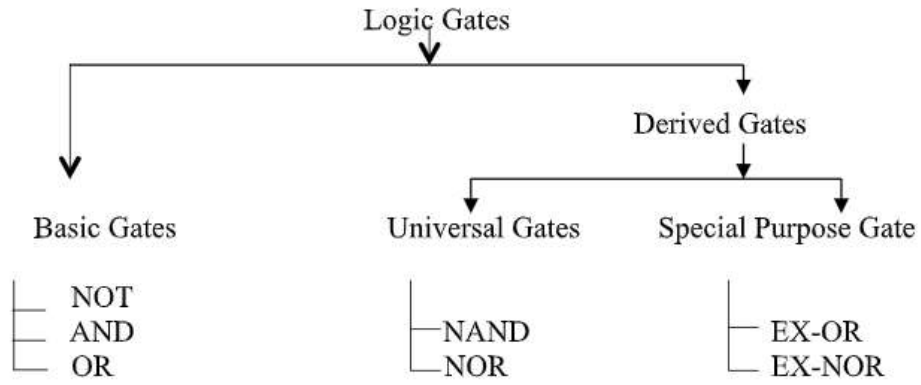 Logic Gates
Derived Gates
Basic Gates
Universal Gates
Special Purpose Gate
NOT
AND
OR
NAND
NOR
EX-OR
EX-NOR